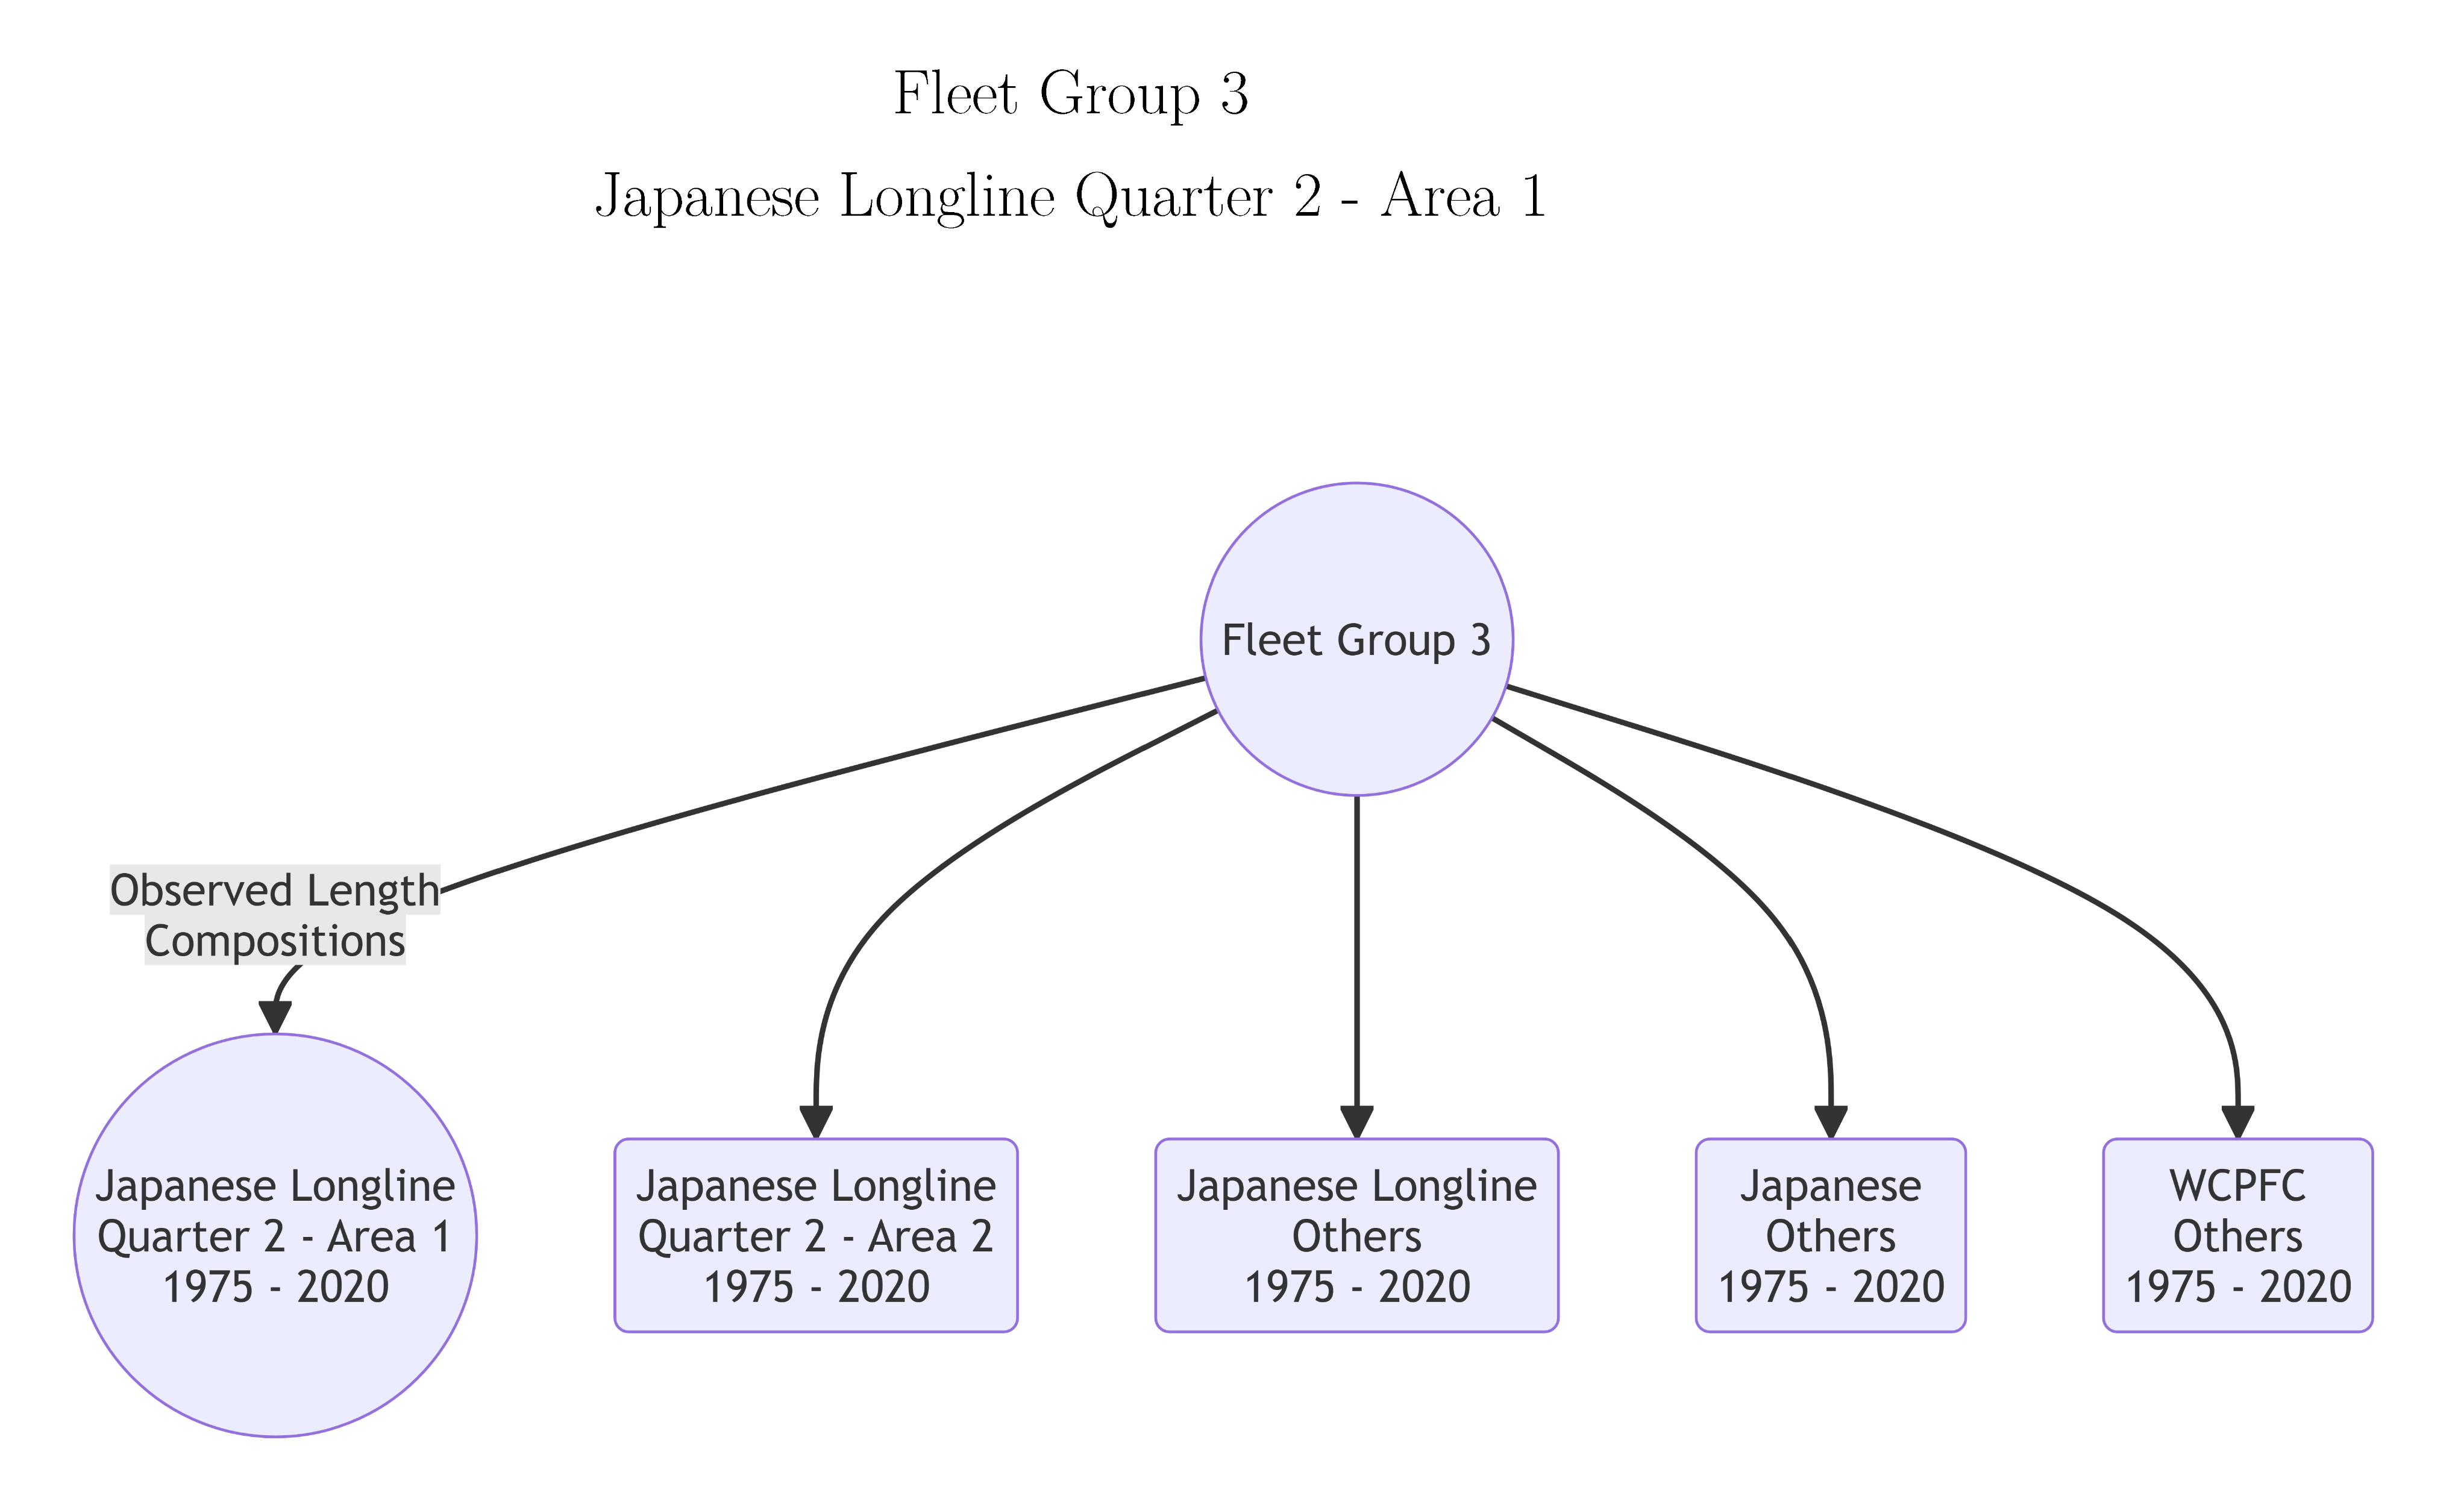 Fleet Group 3
Japanese Longline Quarter 2 - Area 1
Fleet Group 3
Observed Length
Compositions
Japanese Longline
Quarter 2 - Area 1
1975 - 2020
Japanese Longline
Quarter 2 - Area 2
1975 - 2020
Japanese Longline
Others
1975 - 2020
Japanese
Others
1975 - 2020
WCPFC
Others
1975 - 2020